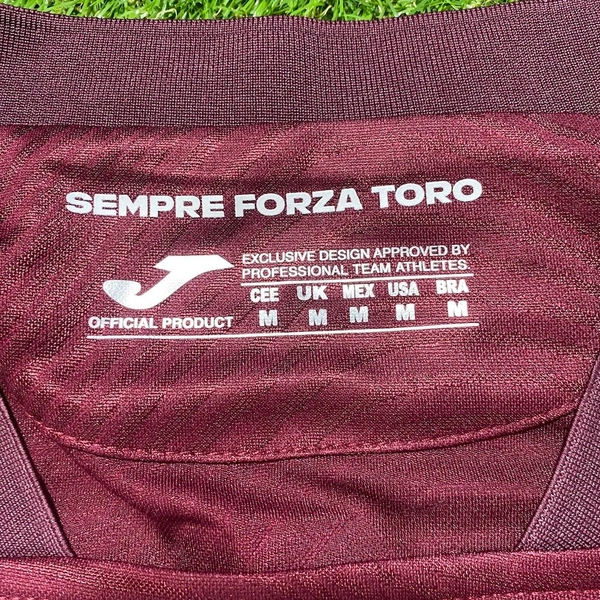 SEMPRE FORZA TORO
EXCLUSIVE DESIGN APPROVED BY
PROFESSIONAL TEAM ATHLETES
CEE UK MEX USA BRA
M M M M M
OFFICIAL PRODUCT